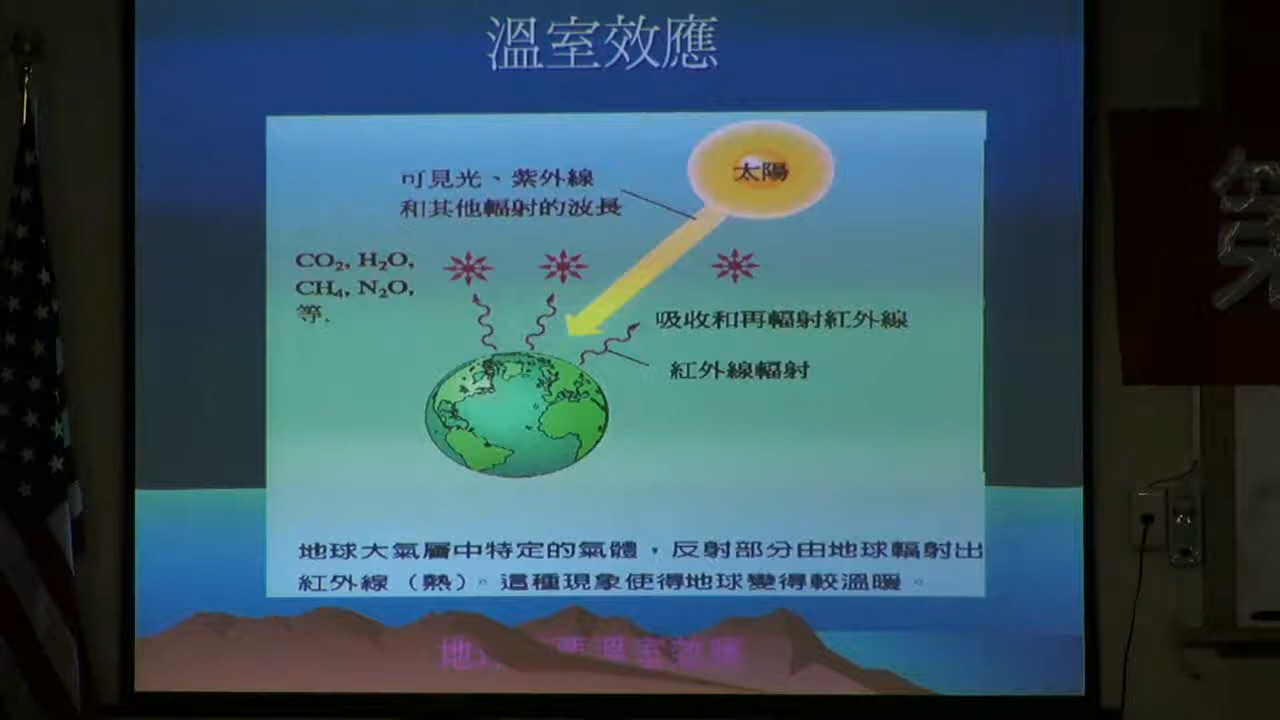 溫室效應
太陽
可見光、紫外線
和其他輻射的波長
CO₂, H₂O,
CH₄, N₂O,
等.
吸收和再輻射紅外線
紅外線輻射
地球大氣層中特定的氣體，反射部分由地球輻射出
紅外線（熱）。這種現象使得地球變得較溫暖。
溫室效應